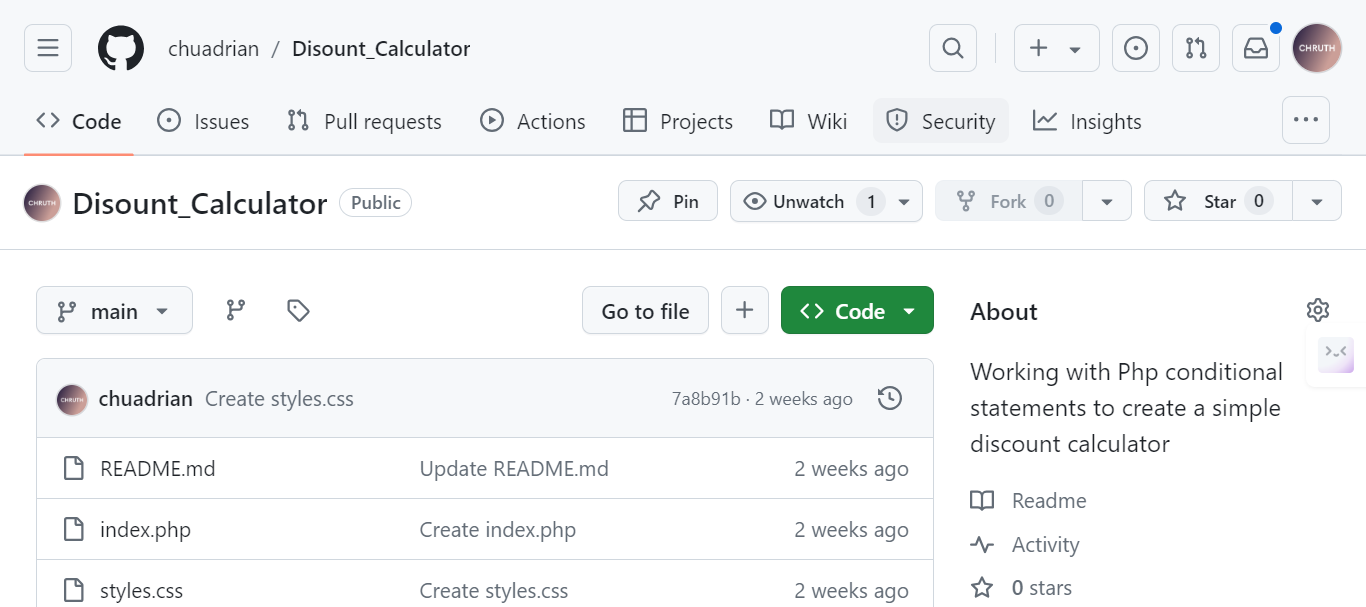 chuadrian / Disount_Calculator
CHRUTH
Code Issues Pull requests Actions Projects Wiki Security Insights
CHRUTH Disount_Calculator Public Pin Unwatch 1 Fork 0 Star 0
main Go to file Code
About
Working with Php conditional
statements to create a simple
discount calculator
Readme
Activity
0 stars
CHRUTH chuadrian Create styles.css 7a8b91b · 2 weeks ago
README.md Update README.md 2 weeks ago
index.php Create index.php 2 weeks ago
styles.css Create styles.css 2 weeks ago